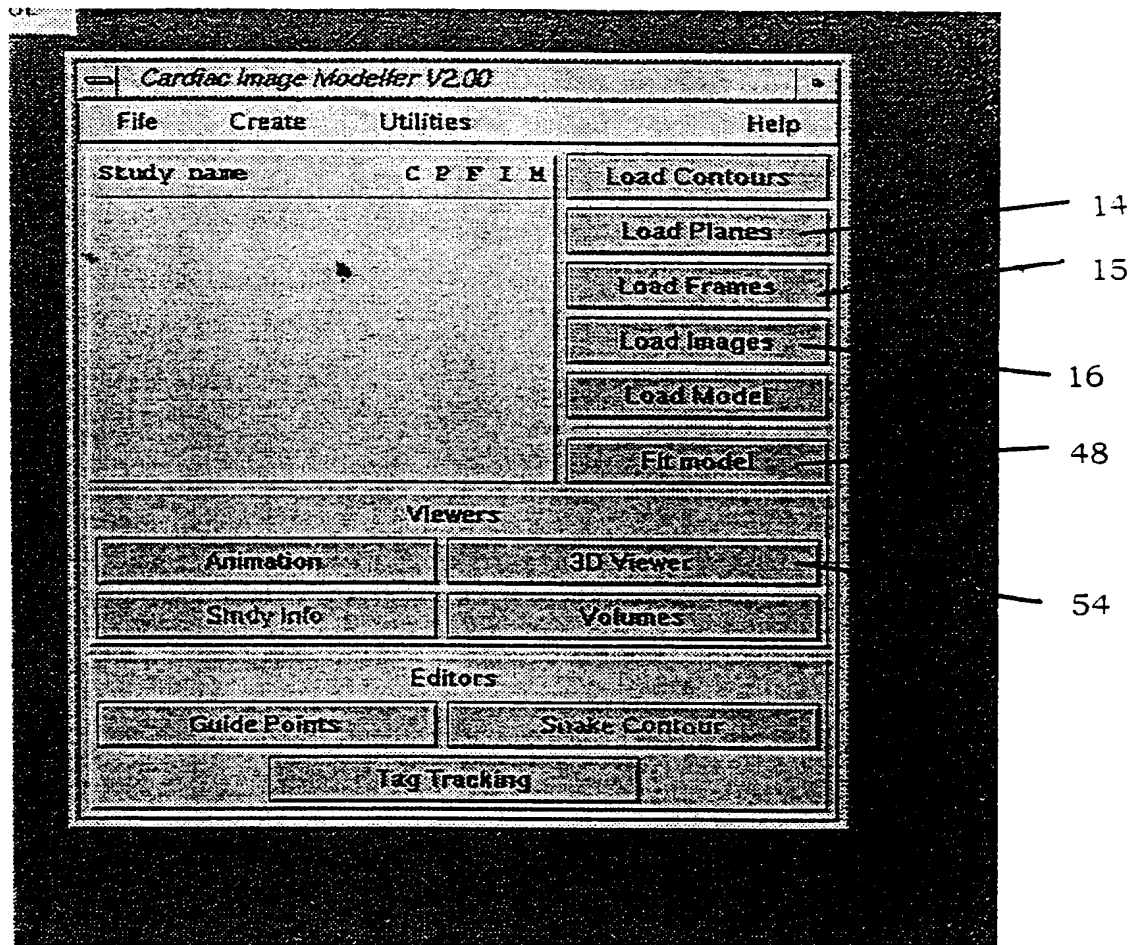 Cardiac Image Modeller V2.00
File Create Utilities Help
Study name C P F I M
Load Contours
Load Planes
14
Load Frames
15
Load Images
16
Load Model
Fit model
48
Viewers
Animation 3D Viewer
54
Study Info Volumes
Editors
Guide Points Snake Contour
Tag Tracking